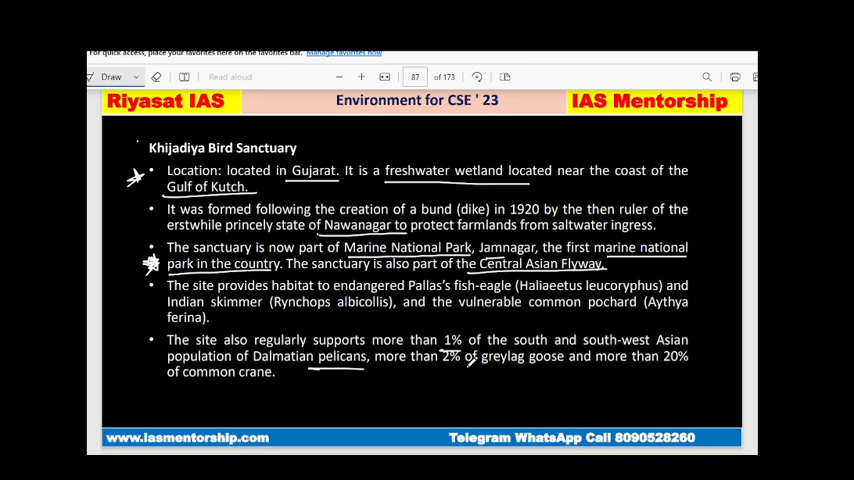 For quick access, place your favorites here on the favorites bar. Manage favorites now
Draw
Read aloud
87 of 173
Riyasat IAS
Environment for CSE ' 23
IAS Mentorship
Khijadiya Bird Sanctuary
• Location: located in Gujarat. It is a freshwater wetland located near the coast of the
Gulf of Kutch.
• It was formed following the creation of a bund (dike) in 1920 by the then ruler of the
erstwhile princely state of Nawanagar to protect farmlands from saltwater ingress.
• The sanctuary is now part of Marine National Park, Jamnagar, the first marine national
park in the country. The sanctuary is also part of the Central Asian Flyway.
• The site provides habitat to endangered Pallas's fish-eagle (Haliaeetus leucoryphus) and
Indian skimmer (Rynchops albicollis), and the vulnerable common pochard (Aythya
ferina).
• The site also regularly supports more than 1% of the south and south-west Asian
population of Dalmatian pelicans, more than 2% of greylag goose and more than 20%
of common crane.
www.iasmentorship.com
Telegram WhatsApp Call 8090528260